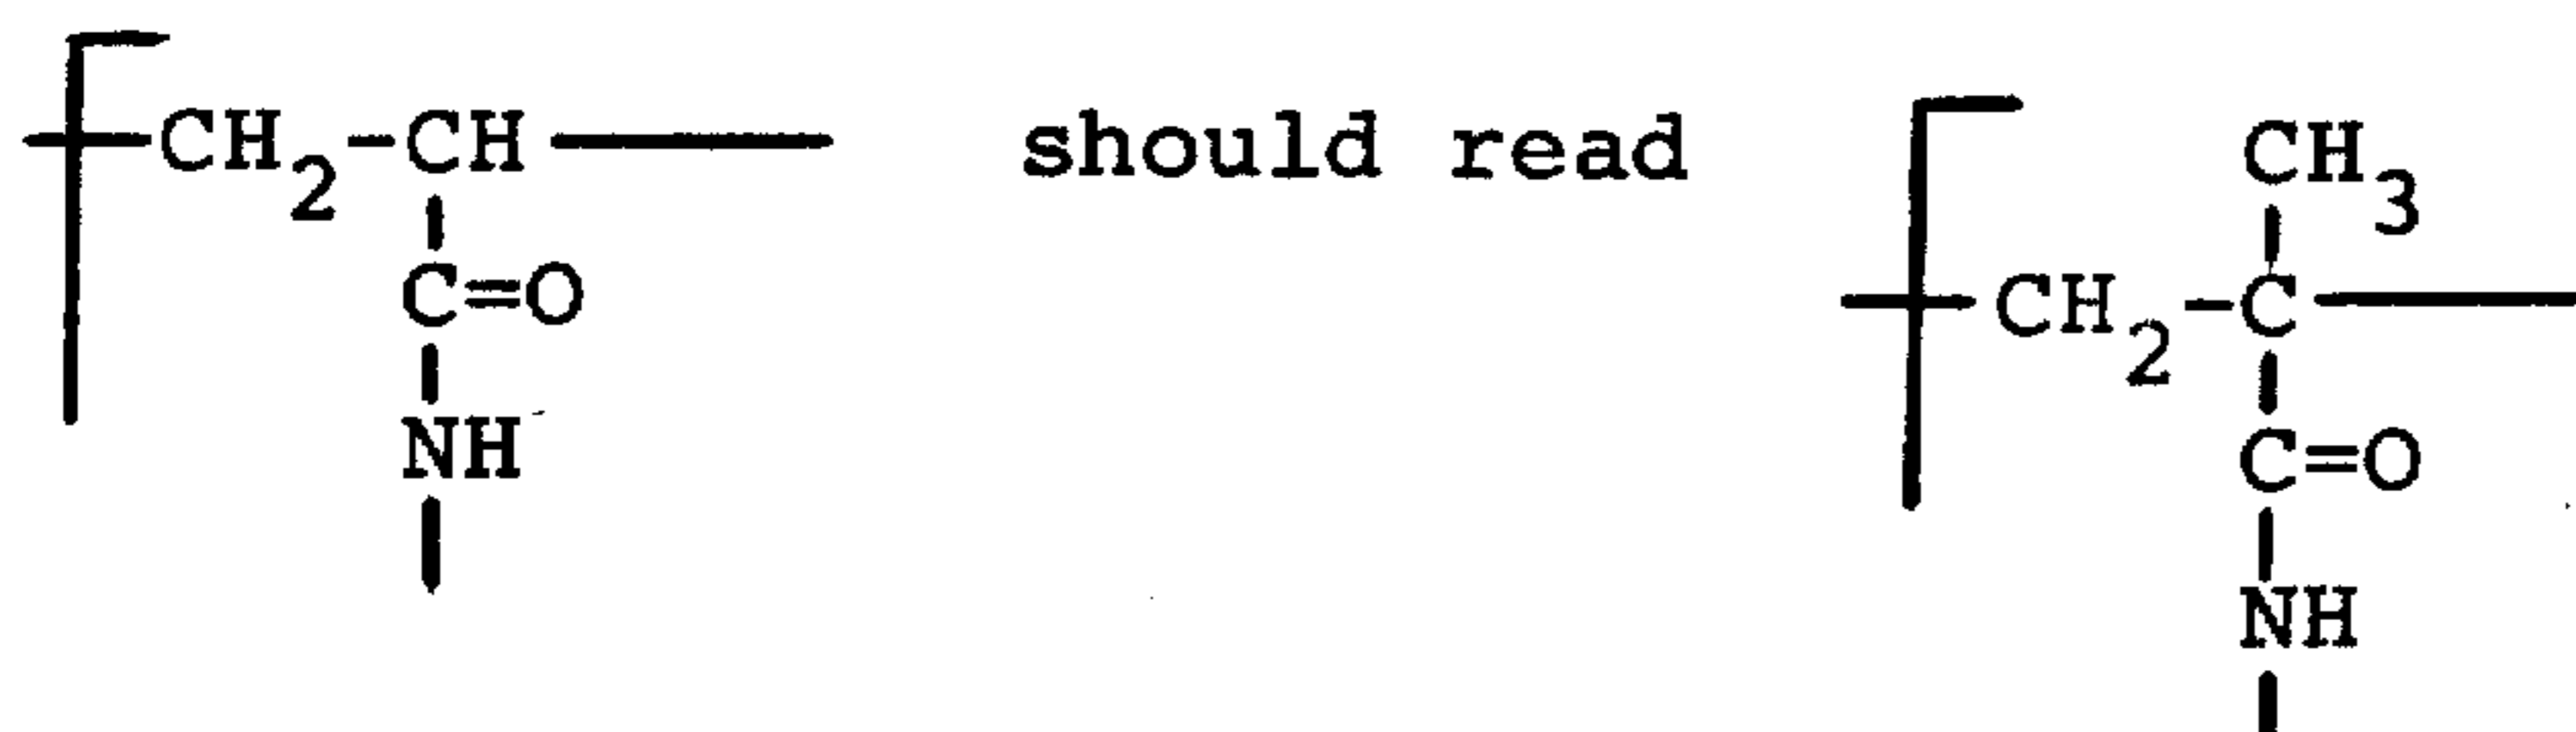 CH2-CH should read CH3
CH2-C
C=O
C=O
NH
NH